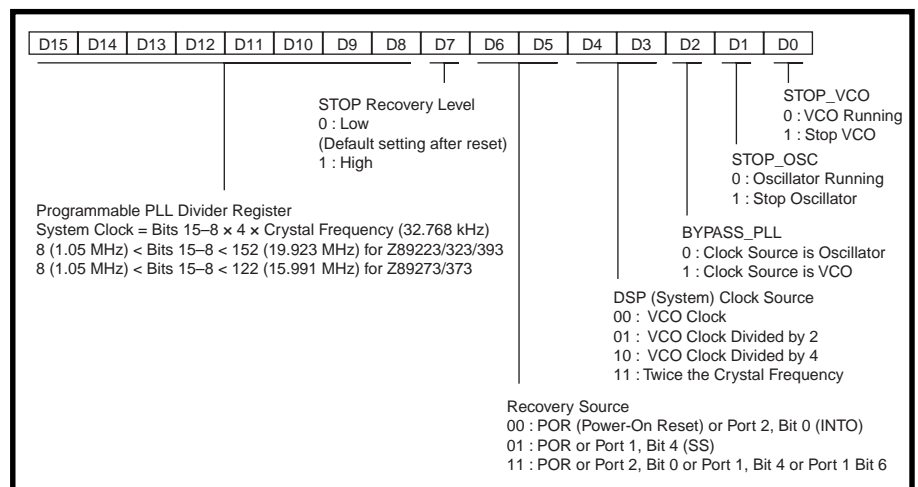 D15 D14 D13 D12 D11 D10 D9 D8 D7 D6 D5 D4 D3 D2 D1 D0
STOP_VCO
0 : VCO Running
1 : Stop VCO
STOP_OSC
0 : Oscillator Running
1 : Stop Oscillator
BYPASS_PLL
0 : Clock Source is Oscillator
1 : Clock Source is VCO
DSP (System) Clock Source
00 : VCO Clock
01 : VCO Clock Divided by 2
10 : VCO Clock Divided by 4
11 : Twice the Crystal Frequency
Recovery Source
00 : POR (Power-On Reset) or Port 2, Bit 0 (INTO)
01 : POR or Port 1, Bit 4 (SS)
11 : POR or Port 2, Bit 0 or Port 1, Bit 4 or Port 1 Bit 6
STOP Recovery Level
0 : Low
(Default setting after reset)
1 : High
Programmable PLL Divider Register
System Clock = Bits 15–8 × 4 × Crystal Frequency (32.768 kHz)
8 (1.05 MHz) < Bits 15–8 < 152 (19.923 MHz) for Z89223/323/393
8 (1.05 MHz) < Bits 15–8 < 122 (15.991 MHz) for Z89273/373